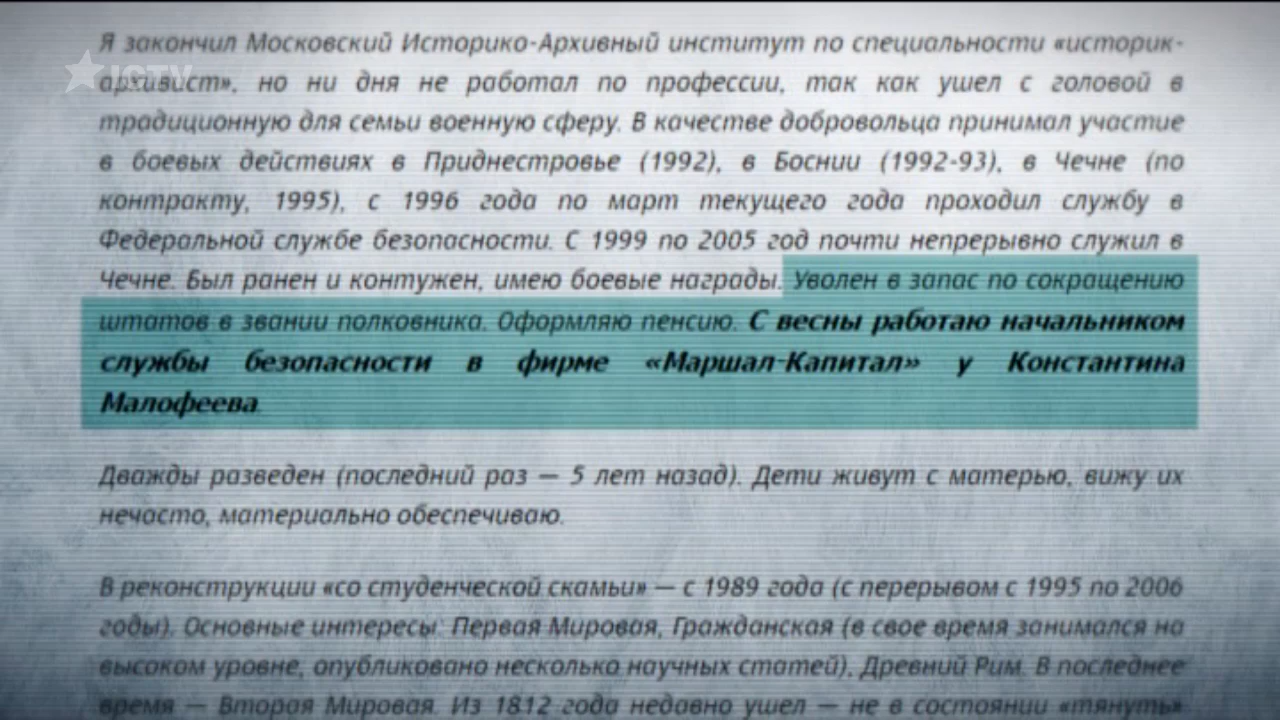 Я закончил Московский Историко-Архивный институт по специальности «историк-
архивист», но ни дня не работал по профессии, так как ушел с головой в
традиционную для семьи военную сферу. В качестве добровольца принимал участие
в боевых действиях в Приднестровье (1992), в Боснии (1992-93), в Чечне (по
контракту, 1995), с 1996 года по март текущего года проходил службу в
Федеральной службе безопасности. С 1999 по 2005 год почти непрерывно служил в
Чечне. Был ранен и контужен, имею боевые награды. Уволен в запас по сокращению
штатов в звании полковника. Оформляю пенсию. С весны работаю начальником
службы безопасности в фирме «Маршал-Капитал» у Константина
Малофеева.
Дважды разведен (последний раз — 5 лет назад). Дети живут с матерью, вижу их
нечасто, материально обеспечиваю.
В реконструкции «со студенческой скамьи» — с 1989 года (с перерывом с 1995 по 2006
годы). Основные интересы: Первая Мировая, Гражданская (в свое время занимался на
высоком уровне, опубликовано несколько научных статей), Древний Рим. В последнее
время — Вторая Мировая. Из 1812 года недавно ушел — не в состоянии «тянуть»
ICTV